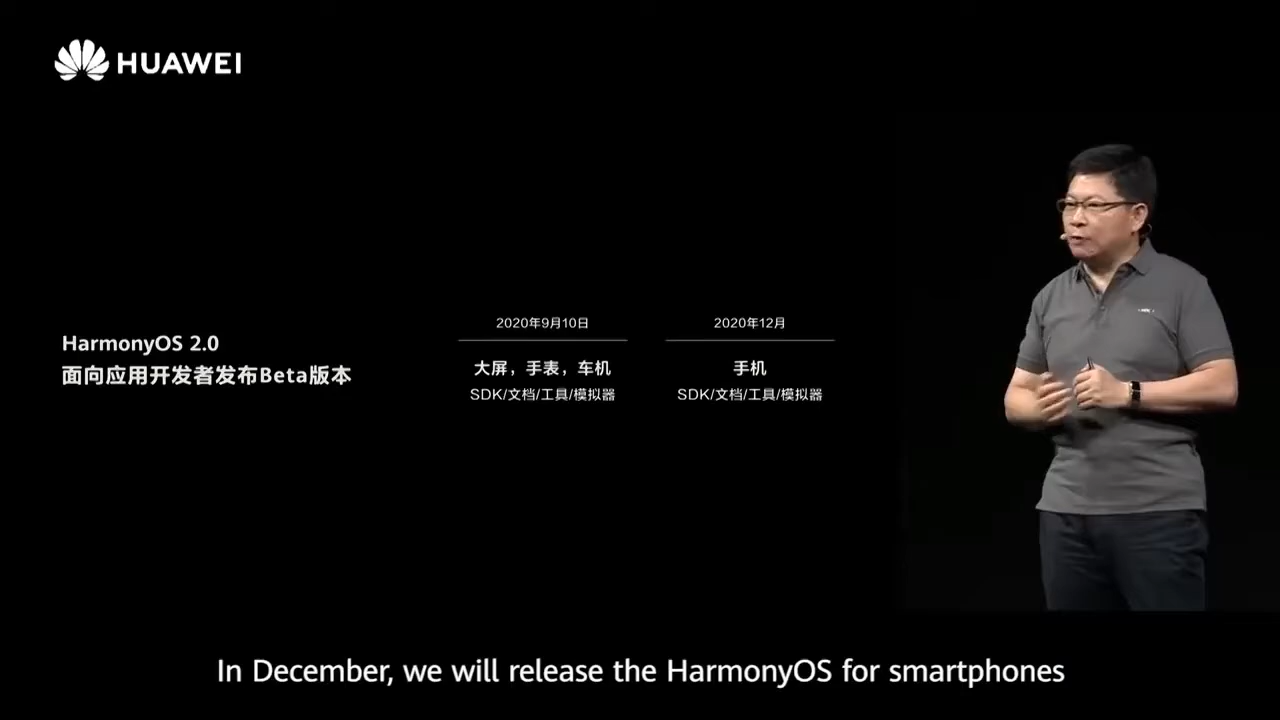 HUAWEI
HarmonyOS 2.0
面向应用开发者发布Beta版本
2020年9月10日
大屏，手表，车机
SDK/文档/工具/模拟器
2020年12月
手机
SDK/文档/工具/模拟器
In December, we will release the HarmonyOS for smartphones